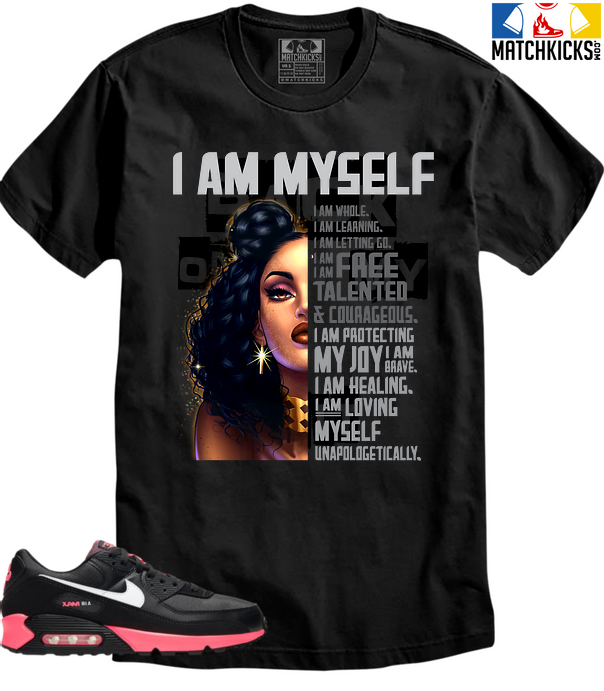 MATCHKICKS
.COM
MATCHKICKS
I AM MYSELF
I AM WHOLE.
I AM LEARNING.
I AM LETTING GO.
I AM
I AM FREE
TALENTED
& COURAGEOUS.
I AM PROTECTING
MY JOY I AM
BRAVE.
I AM HEALING.
I AM LOVING
MYSELF
UNAPOLOGETICALLY.